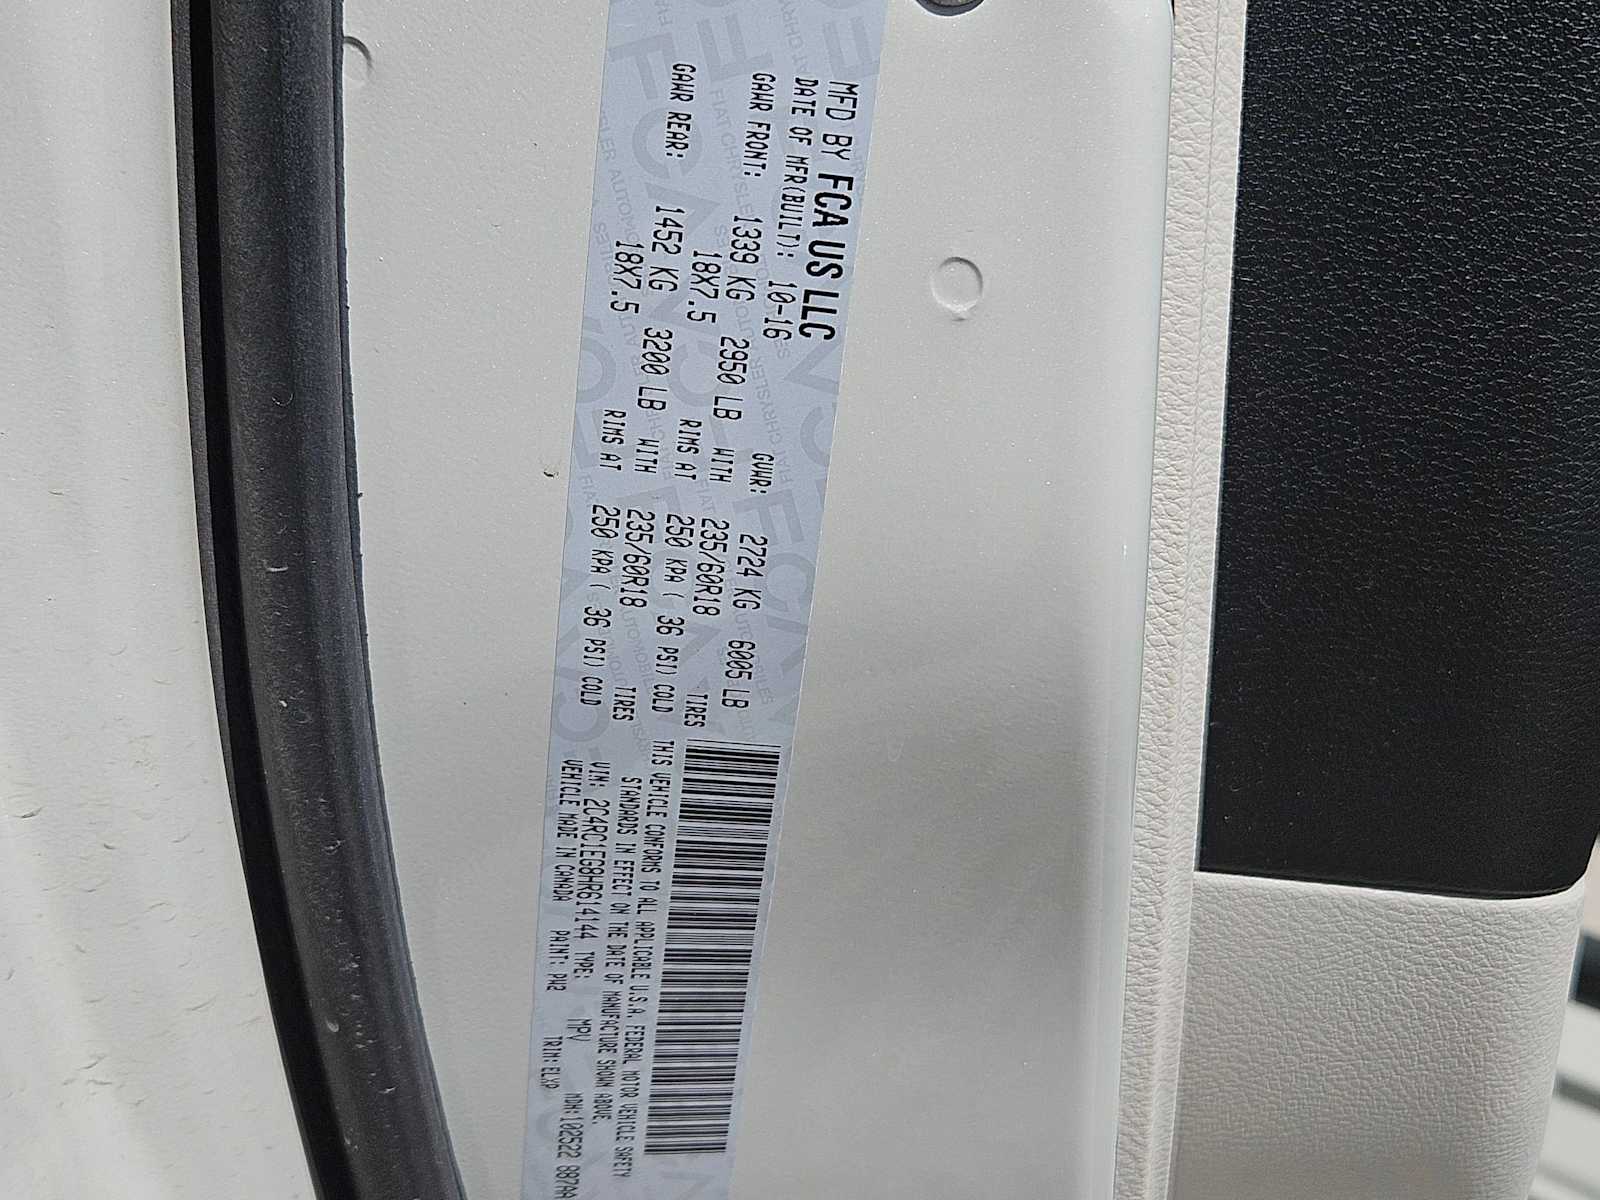 MFD BY FCA US LLC
DATE OF MFR(BUILT): 10-16 GVWR: 2724 KG 6005 LB
GAWR FRONT: 1339 KG 2950 LB WITH 235/60R18 TIRES
18X7.5 RIMS AT 250 KPA ( 36 PSI) COLD
GAWR REAR: 1452 KG 3200 LB WITH 235/60R18 TIRES
18X7.5 RIMS AT 250 KPA ( 36 PSI) COLD
THIS VEHICLE CONFORMS TO ALL APPLICABLE U.S.A. FEDERAL MOTOR VEHICLE SAFETY
STANDARDS IN EFFECT ON THE DATE OF MANUFACTURE SHOWN ABOVE.
VIN: 2C4RC1EG8HR614144 TYPE: MPV MDH:102522 887AA
VEHICLE MADE IN CANADA PAINT: PW2 TRIM: ELXP